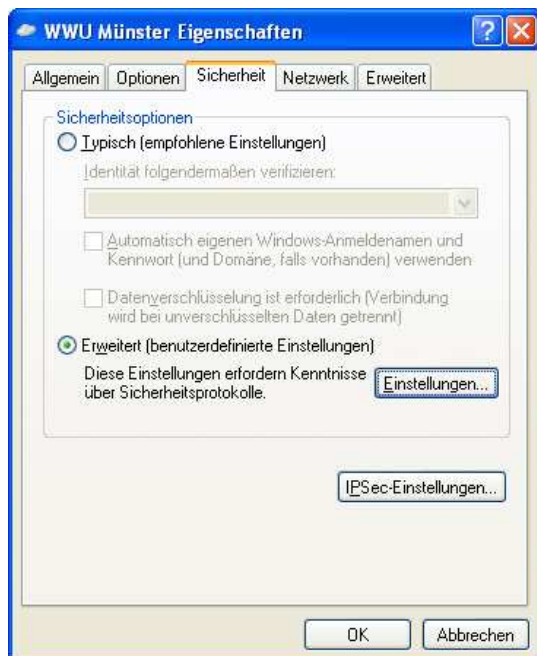 WWU Münster Eigenschaften
Allgemein Optionen Sicherheit Netzwerk Erweitert
Sicherheitsoptionen
Typisch (empfohlene Einstellungen)
Identität folgendermaßen verifizieren:
Automatisch eigenen Windows-Anmeldenamen und
Kennwort (und Domäne, falls vorhanden) verwenden
Datenverschlüsselung ist erforderlich (Verbindung
wird bei unverschlüsselten Daten getrennt)
Erweitert (benutzerdefinierte Einstellungen)
Diese Einstellungen erfordern Kenntnisse
über Sicherheitsprotokolle.
Einstellungen...
IPSec-Einstellungen...
OK Abbrechen